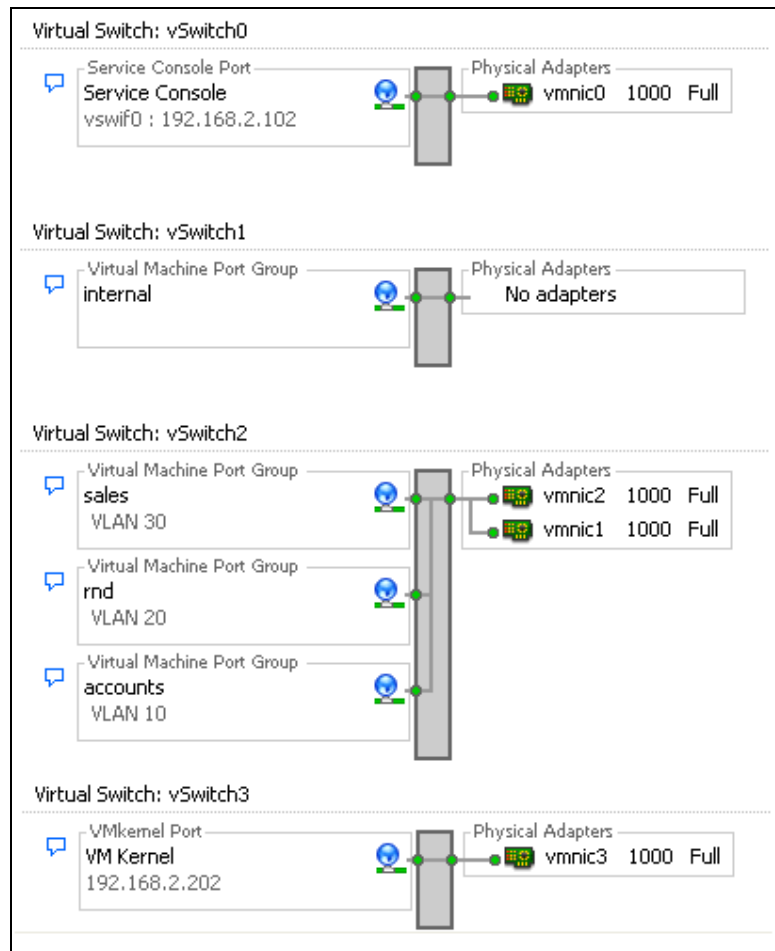 Virtual Switch: vSwitch0
Service Console Port
Physical Adapters
Service Console
vmnic0 1000 Full
vswif0 : 192.168.2.102
Virtual Switch: vSwitch1
Virtual Machine Port Group
Physical Adapters
internal
No adapters
Virtual Switch: vSwitch2
Virtual Machine Port Group
Physical Adapters
sales
vmnic2 1000 Full
VLAN 30
vmnic1 1000 Full
Virtual Machine Port Group
rnd
VLAN 20
Virtual Machine Port Group
accounts
VLAN 10
Virtual Switch: vSwitch3
VMkernel Port
Physical Adapters
VM Kernel
vmnic3 1000 Full
192.168.2.202